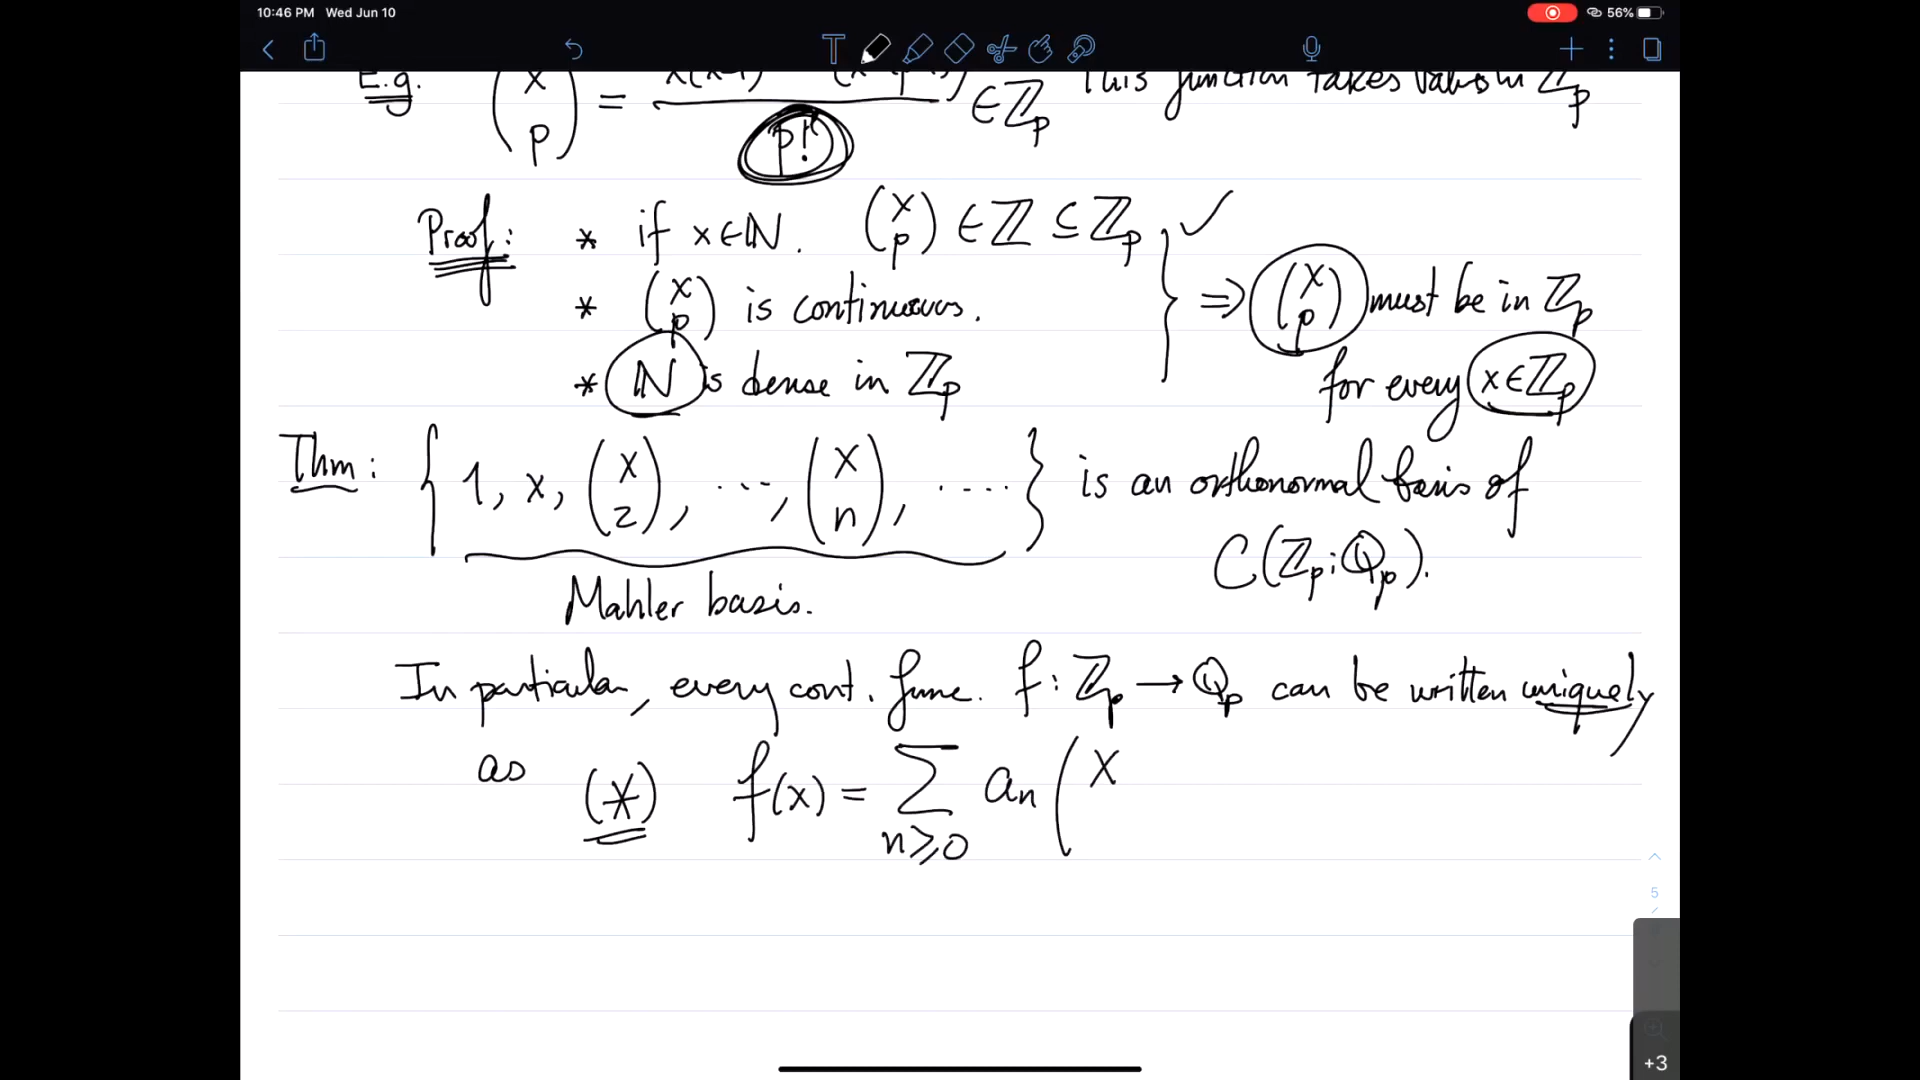 10:46 PM Wed Jun 10
56%
E.g. (x p) = x(x-1) (x-p+1) / p! ∈ ℤp This function takes values in ℤp
Proof: * if x∈ℕ. (x p) ∈ ℤ ⊆ ℤp ✓
* (x p) is continuous. ⇒ (x p) must be in ℤp
* ℕ is dense in ℤp for every x∈ℤp
Thm: { 1, x, (x 2), ..., (x n), .... } is an orthonormal basis of
C(ℤp; ℚp).
Mahler basis.
In particular, every cont. func. f: ℤp → ℚp can be written uniquely
as (*) f(x) = ∑ n≥0 an (x
5
+3